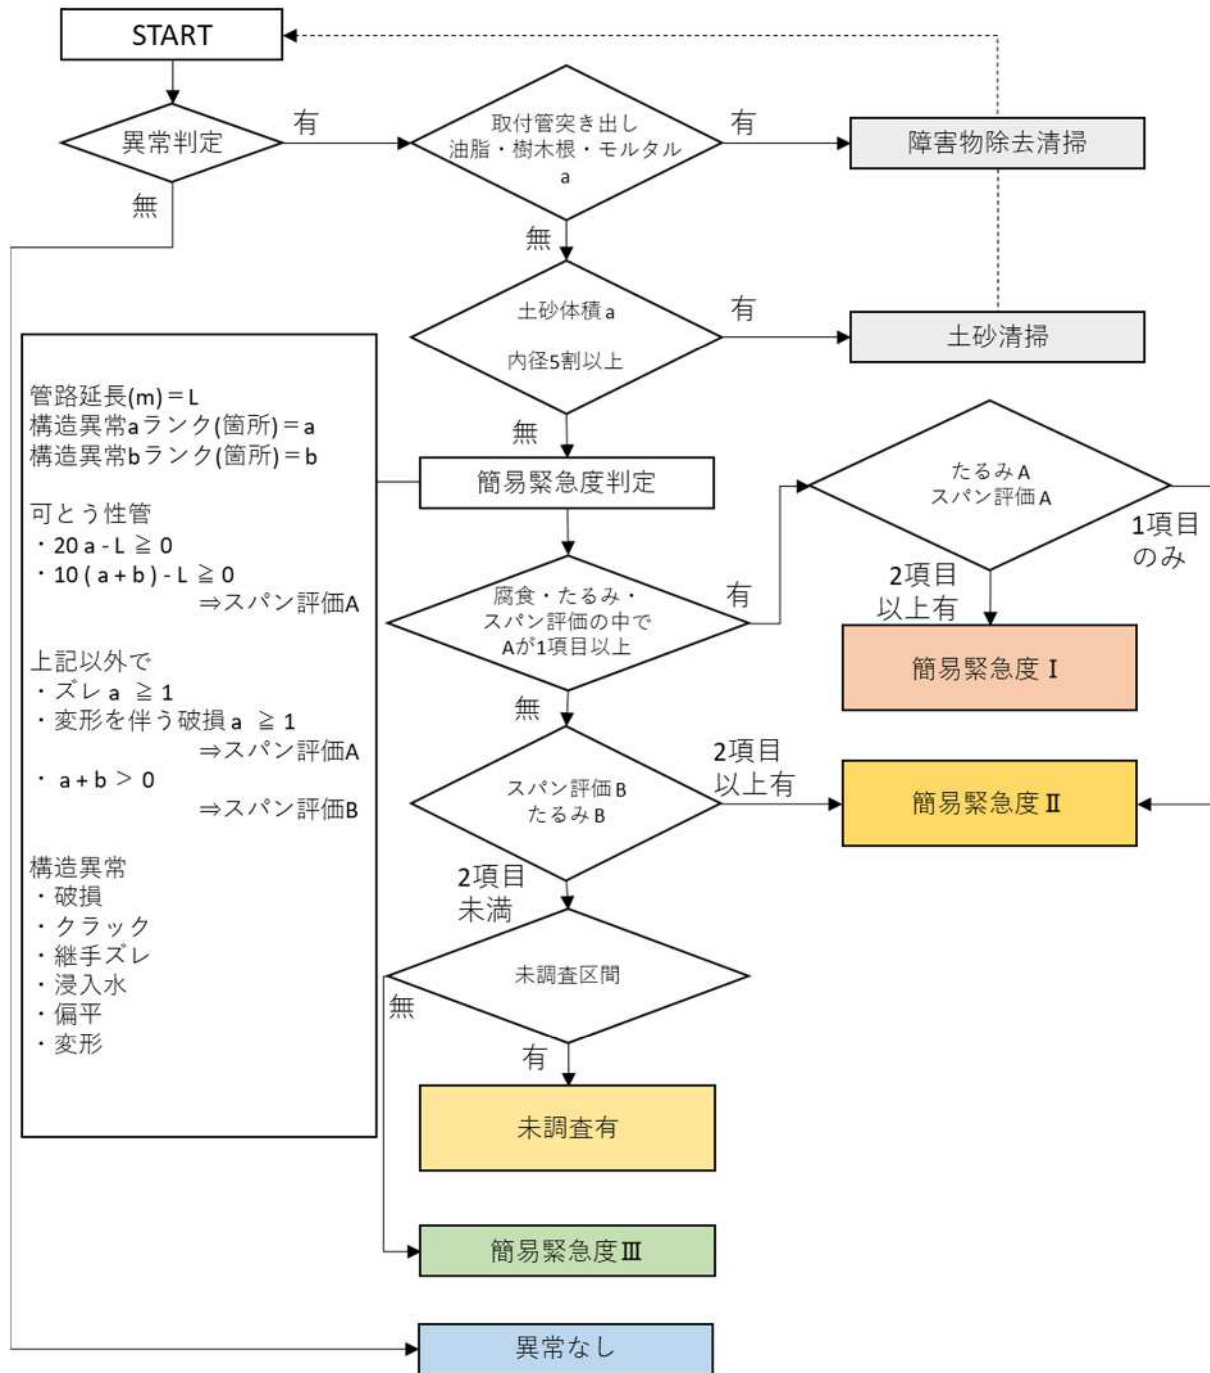 START
異常判定
有
無
取付管突き出し
油脂・樹木根・モルタル
a
有
無
障害物除去清掃
土砂体積 a
内径5割以上
有
無
土砂清掃
管路延長(m)＝L
構造異常aランク(箇所)＝a
構造異常bランク(箇所)＝b
可とう性管
・20 a - L ≧ 0
・10 ( a + b ) - L ≧ 0
⇒スパン評価A
上記以外で
・ズレ a ≧ 1
・変形を伴う破損 a ≧ 1
⇒スパン評価A
・ a + b ＞ 0
⇒スパン評価B
構造異常
・破損
・クラック
・継手ズレ
・浸入水
・偏平
・変形
簡易緊急度判定
腐食・たるみ・
スパン評価の中で
Aが1項目以上
有
無
たるみ A
スパン評価 A
1項目
のみ
2項目
以上有
簡易緊急度 Ⅰ
スパン評価 B
たるみ B
2項目
以上有
簡易緊急度 Ⅱ
2項目
未満
未調査区間
無
有
未調査有
簡易緊急度 Ⅲ
異常なし